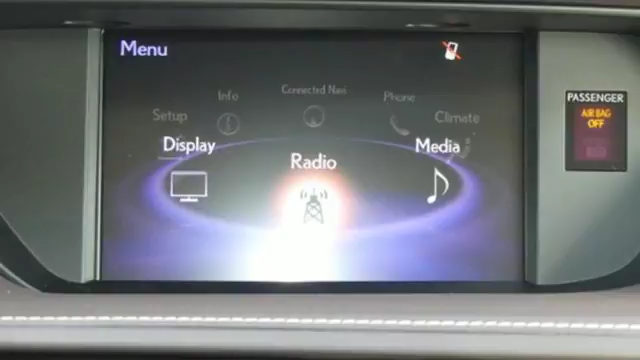 Menu
Info
Connected Navi
Phone
Setup
Climate
Display
Radio
Media
PASSENGER
AIR BAG
OFF